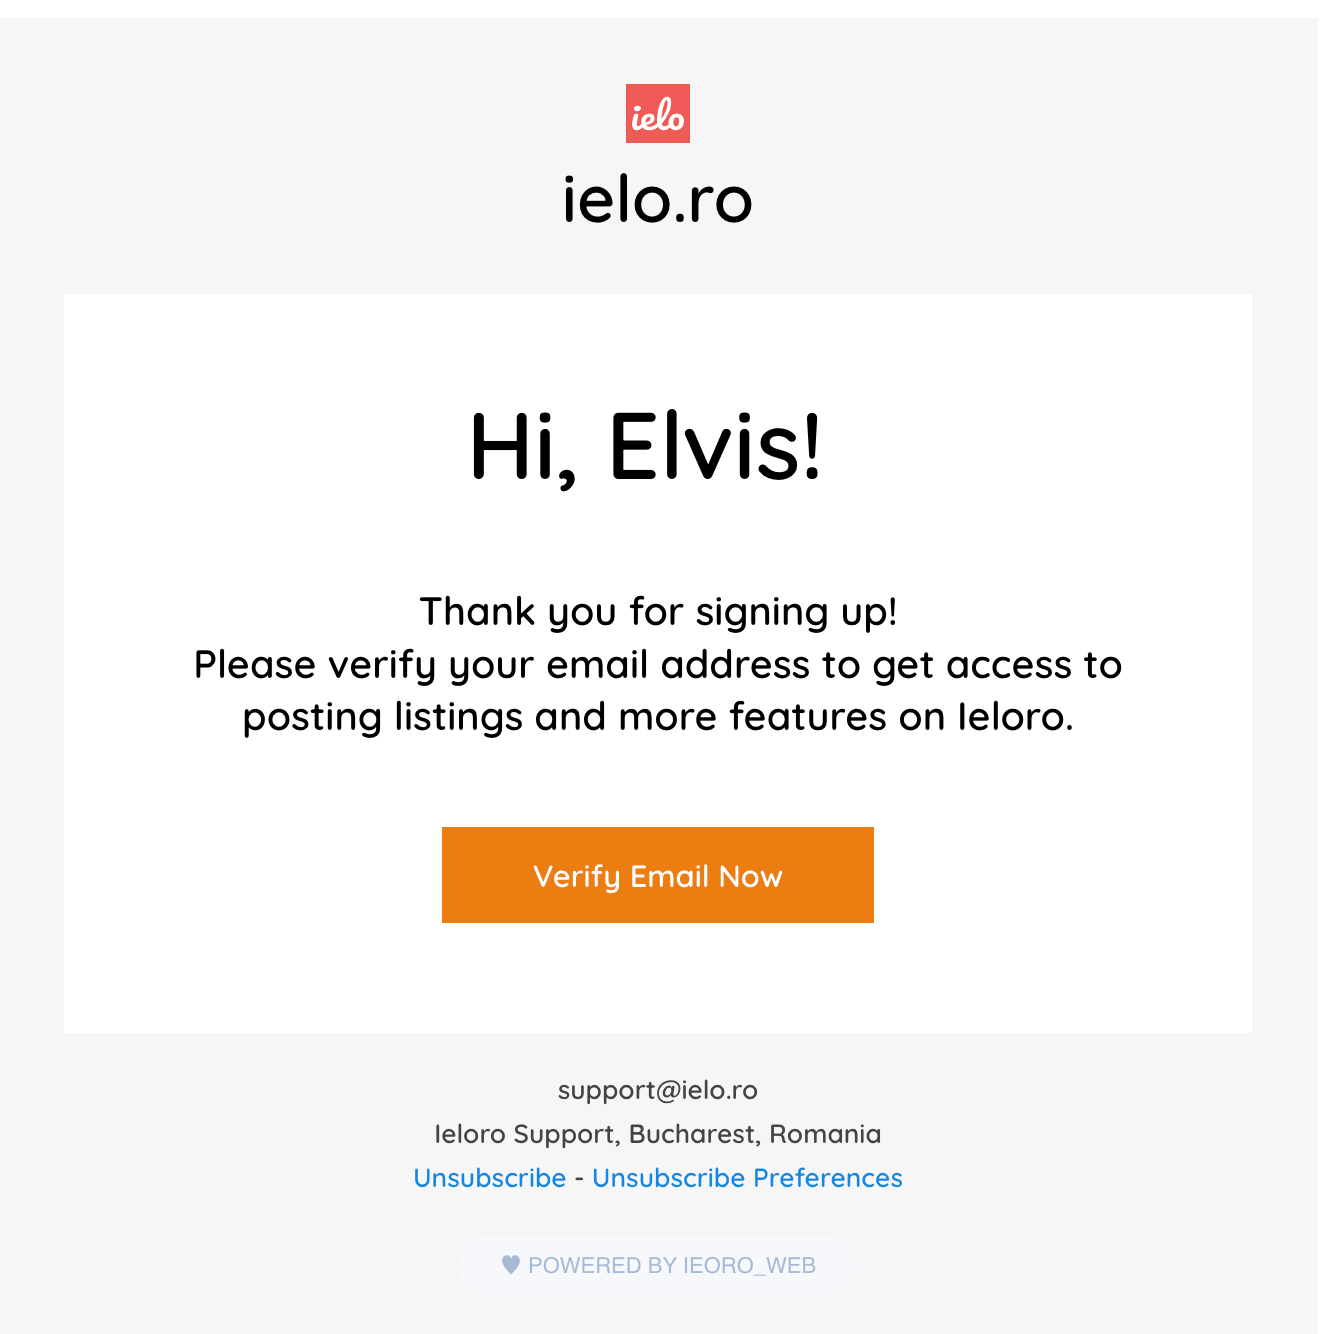 ielo
ielo.ro
Hi, Elvis!
Thank you for signing up!
Please verify your email address to get access to
posting listings and more features on Ieloro.
Verify Email Now
support@ielo.ro
Ieloro Support, Bucharest, Romania
Unsubscribe - Unsubscribe Preferences
♥ POWERED BY IEORO_WEB